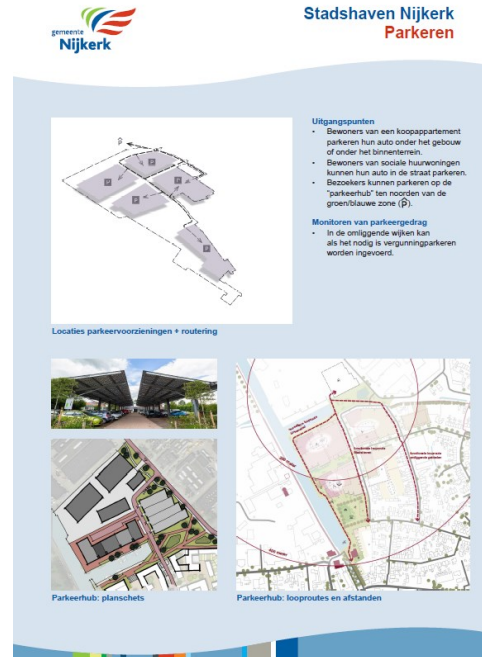 gemeente
Nijkerk
Stadshaven Nijkerk
Parkeren
Uitgangspunten
• Bewoners van een koopappartement
parkeren hun auto onder het gebouw
of onder het binnenterrein.
• Bewoners van sociale huurwoningen
kunnen hun auto in de straat parkeren.
• Bezoekers kunnen parkeren op de
"parkeerhub" ten noorden van de
groen/blauwe zone (P).
Monitoren van parkeergedrag
• In de omliggende wijken kan
als het nodig is vergunningparkeren
worden ingevoerd.
P
P
P
P
P
P
Locaties parkeervoorzieningen + routering
Parkeerhub: planschets
Parkeerhub: looproutes en afstanden